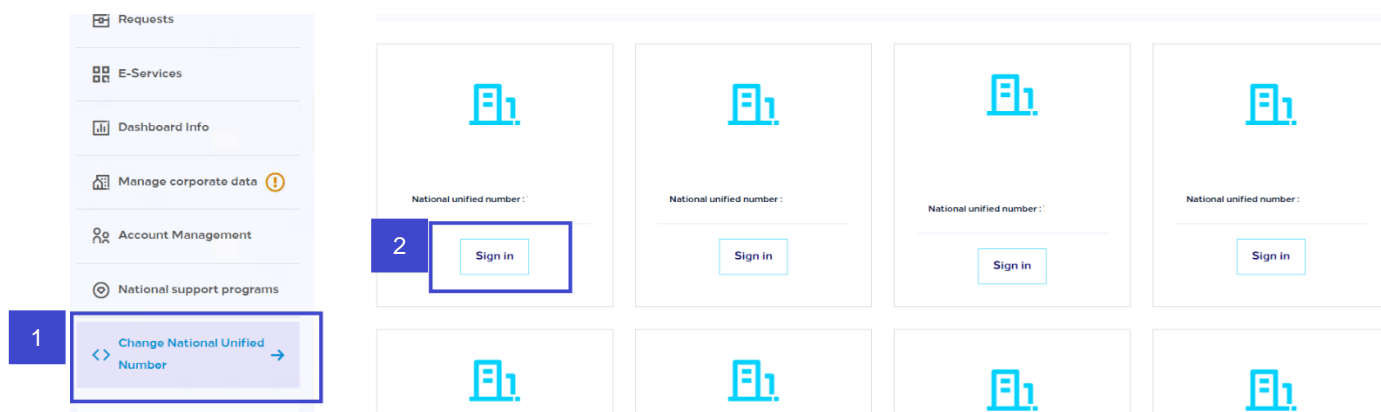 Requests
E-Services
Dashboard Info
Manage corporate data
Account Management
National support programs
1
Change National Unified
Number
National unified number :
National unified number :
National unified number :
National unified number :
2
Sign in
Sign in
Sign in
Sign in